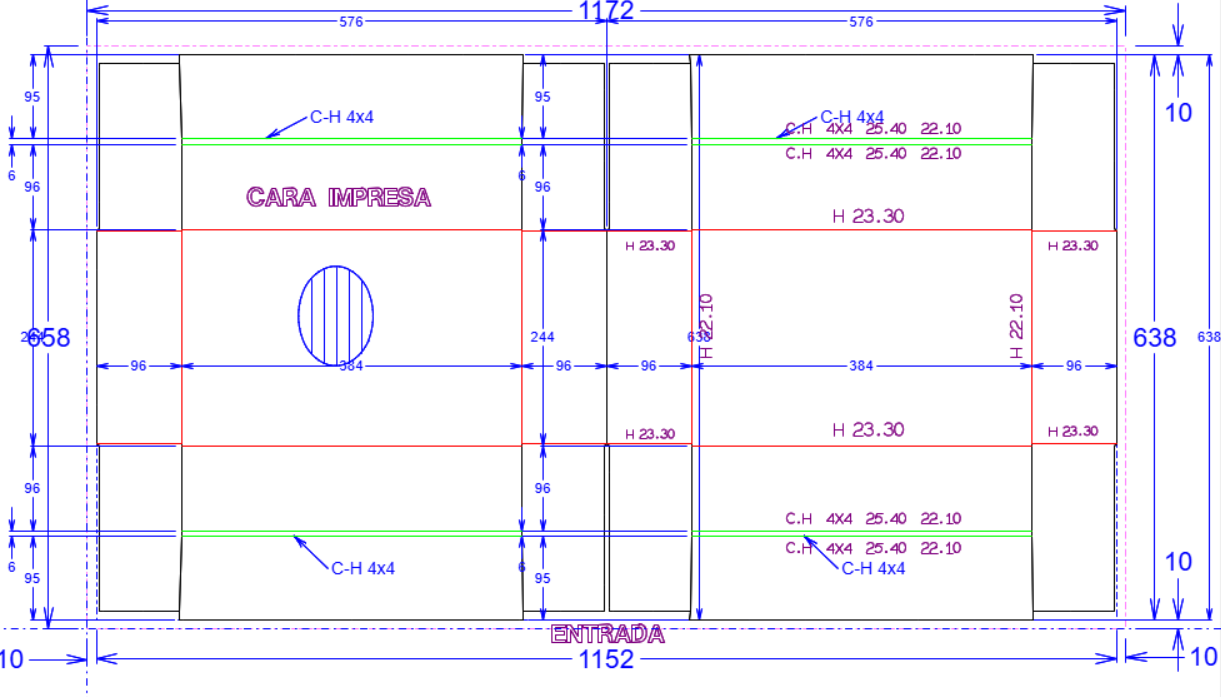 1172
576 576
95 95 10
C-H 4x4 C-H 4x4
C.H 4X4 25.40 22.10
C.H 4X4 25.40 22.10
6 96 6 96
CARA IMPRESA
H 23.30
H 23.30 H 23.30
H 22.10 H 22.10
244 658 244 638 638 638
96 384 96 96 384 96
H 23.30
H 23.30 H 23.30
96 96
C.H 4X4 25.40 22.10
C.H 4X4 25.40 22.10
6 95 6 95 10
C-H 4x4 C-H 4x4
ENTRADA
10 1152 10